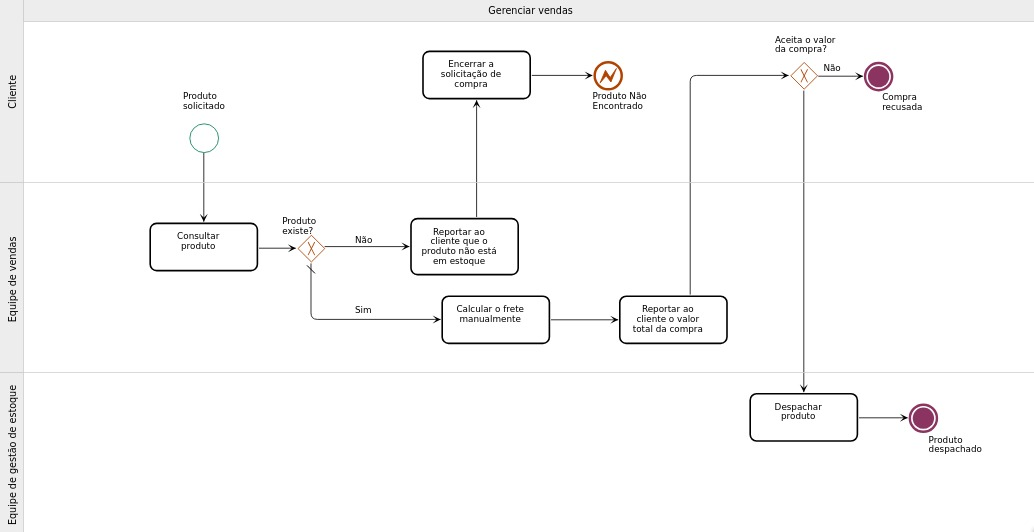 Gerenciar vendas
Cliente
Produto
solicitado
Encerrar a
solicitação de
compra
Produto Não
Encontrado
Aceita o valor
da compra?
Não
Compra
recusada
Equipe de vendas
Consultar
produto
Produto
existe?
Não
Reportar ao
cliente que o
produto não está
em estoque
Sim
Calcular o frete
manualmente
Reportar ao
cliente o valor
total da compra
Equipe de gestão de estoque
Despachar
produto
Produto
despachado